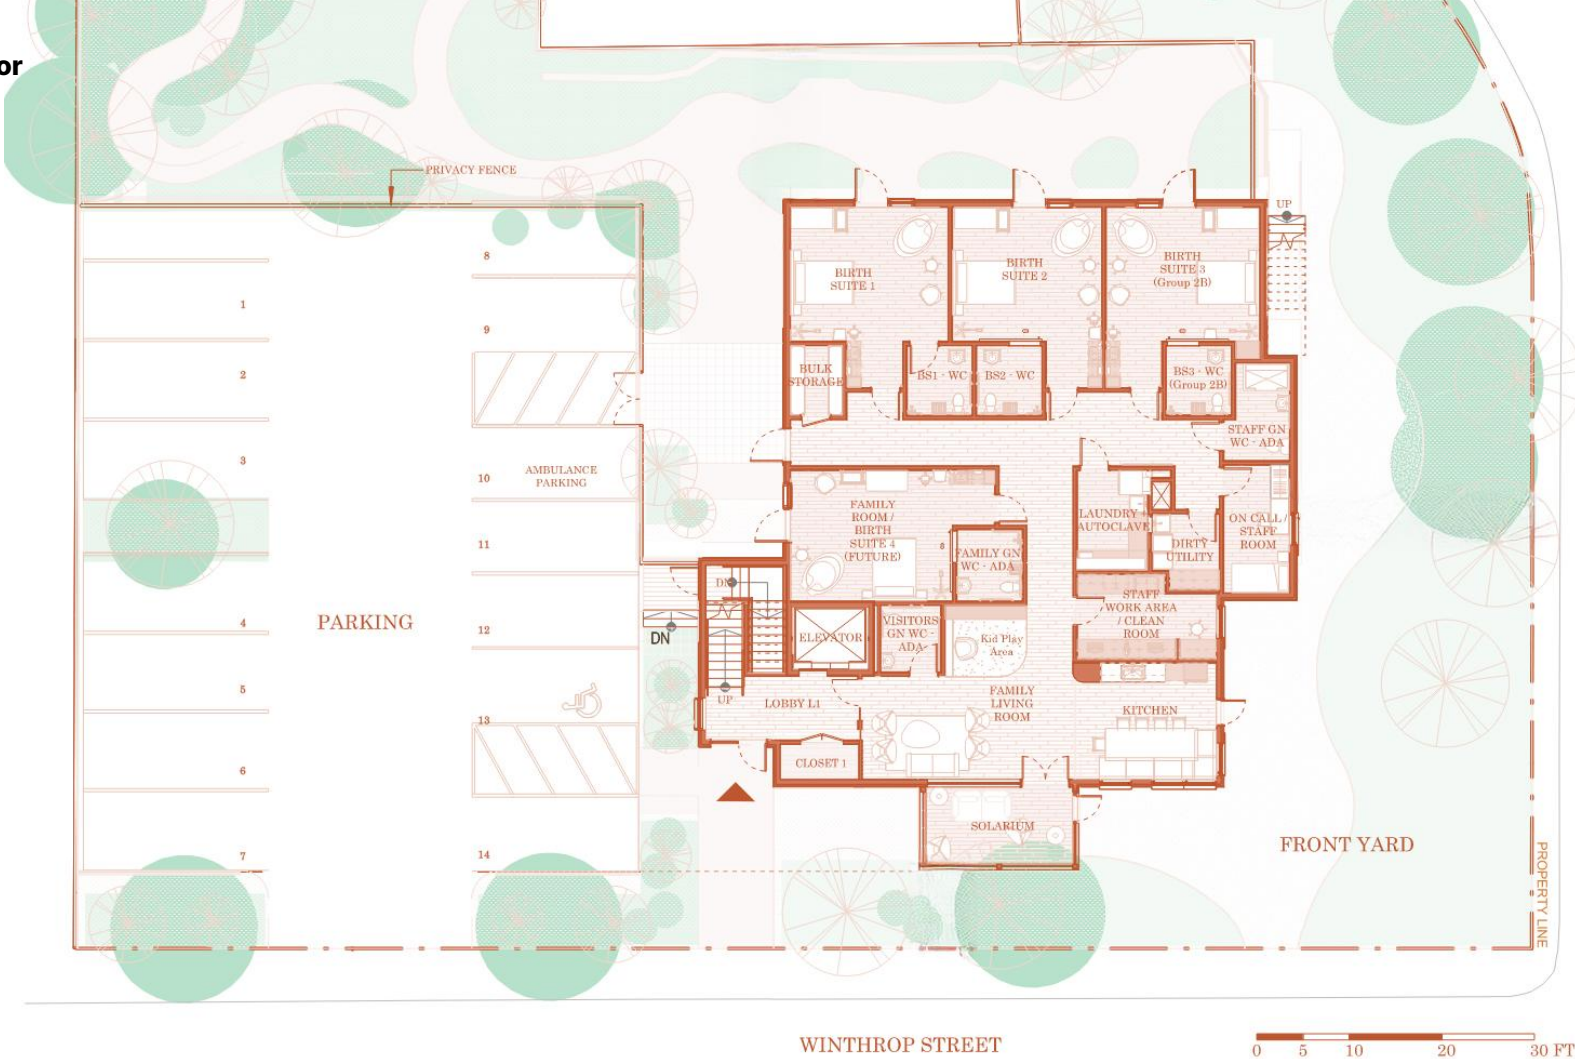 or
PRIVACY FENCE
UP
8
1
9
2
3
10
AMBULANCE
PARKING
11
4
12
5
13
6
7
14
PARKING
BIRTH
SUITE 1
BIRTH
SUITE 2
BIRTH
SUITE 3
(Group 2B)
BULK
STORAGE
BS1 - WC
BS2 - WC
BS3 - WC
(Group 2B)
STAFF GN
WC - ADA
FAMILY
ROOM /
BIRTH
SUITE 4
(FUTURE)
FAMILY GN
WC - ADA
LAUNDRY +
AUTOCLAVE
DIRTY
UTILITY
ON CALL /
STAFF
ROOM
DN
DN
UP
ELEVATOR
VISITORS
GN WC -
ADA
Kid Play
Area
STAFF
WORK AREA
/ CLEAN
ROOM
LOBBY L1
FAMILY
LIVING
ROOM
KITCHEN
CLOSET 1
SOLARIUM
FRONT YARD
PROPERTY LINE
WINTHROP STREET
0 5 10 20 30 FT